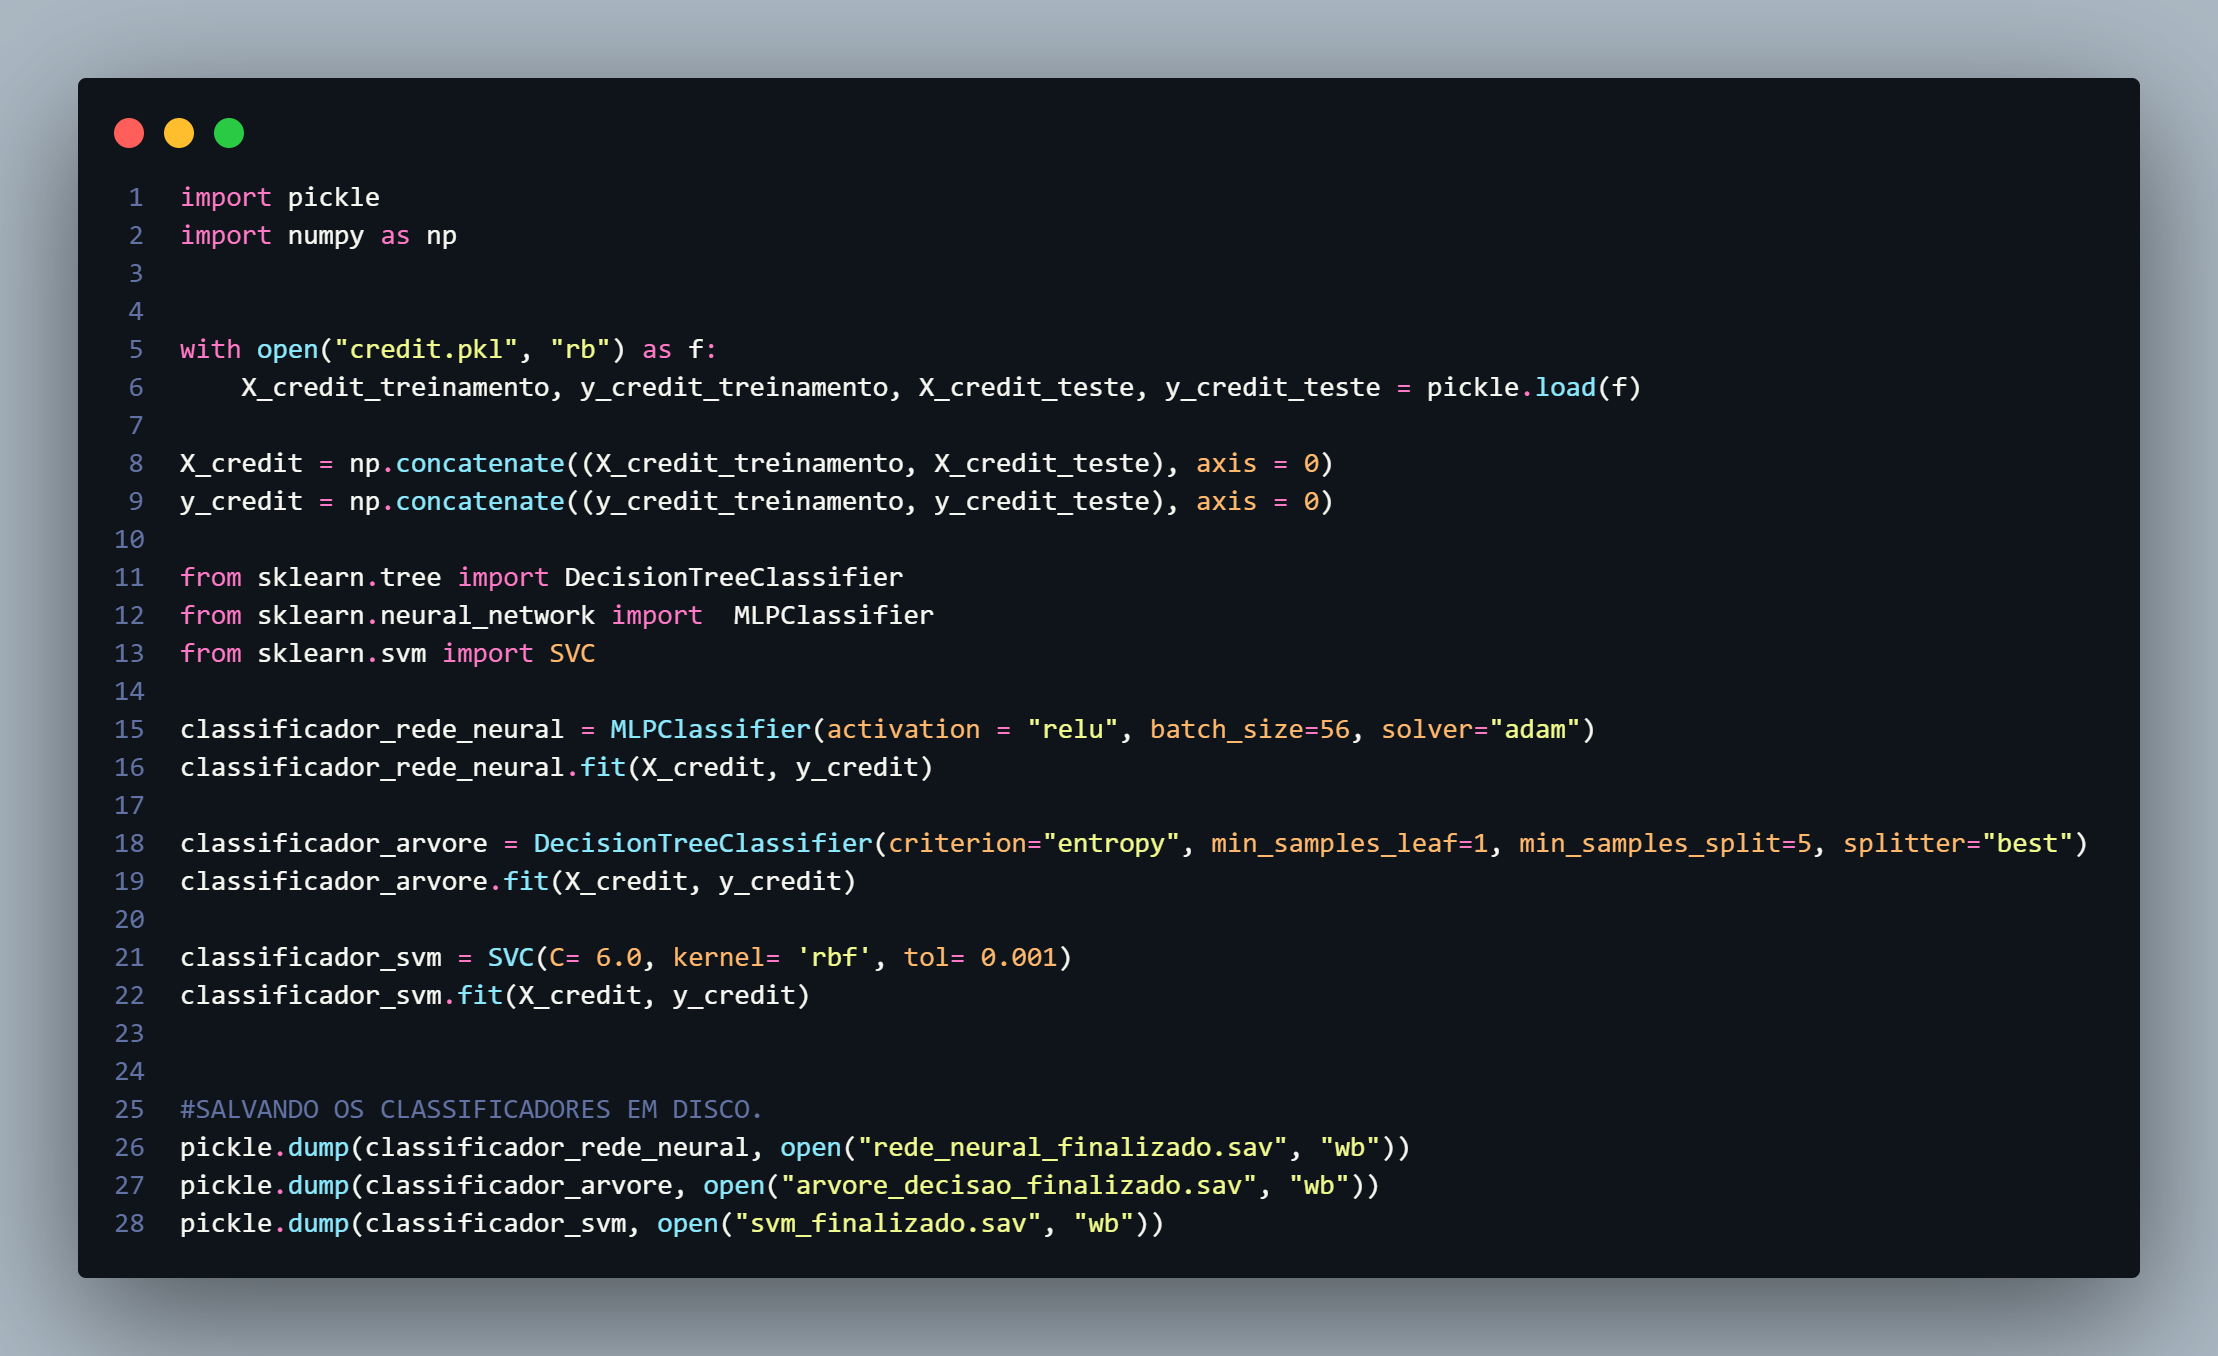 1 import pickle
2 import numpy as np
3
4
5 with open("credit.pkl", "rb") as f:
6     X_credit_treinamento, y_credit_treinamento, X_credit_teste, y_credit_teste = pickle.load(f)
7
8 X_credit = np.concatenate((X_credit_treinamento, X_credit_teste), axis = 0)
9 y_credit = np.concatenate((y_credit_treinamento, y_credit_teste), axis = 0)
10
11 from sklearn.tree import DecisionTreeClassifier
12 from sklearn.neural_network import  MLPClassifier
13 from sklearn.svm import SVC
14
15 classificador_rede_neural = MLPClassifier(activation = "relu", batch_size=56, solver="adam")
16 classificador_rede_neural.fit(X_credit, y_credit)
17
18 classificador_arvore = DecisionTreeClassifier(criterion="entropy", min_samples_leaf=1, min_samples_split=5, splitter="best")
19 classificador_arvore.fit(X_credit, y_credit)
20
21 classificador_svm = SVC(C= 6.0, kernel= 'rbf', tol= 0.001)
22 classificador_svm.fit(X_credit, y_credit)
23
24
25 #SALVANDO OS CLASSIFICADORES EM DISCO.
26 pickle.dump(classificador_rede_neural, open("rede_neural_finalizado.sav", "wb"))
27 pickle.dump(classificador_arvore, open("arvore_decisao_finalizado.sav", "wb"))
28 pickle.dump(classificador_svm, open("svm_finalizado.sav", "wb"))